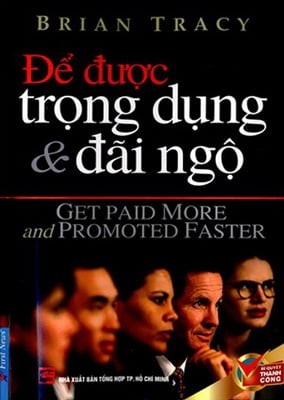 BRIAN TRACY
Để được
trọng dụng
& đãi ngộ
GET PAID MORE
and PROMOTED FASTER
First News
NHÀ XUẤT BẢN TỔNG HỢP TP. HỒ CHÍ MINH
BÍ QUYẾT
THÀNH
CÔNG